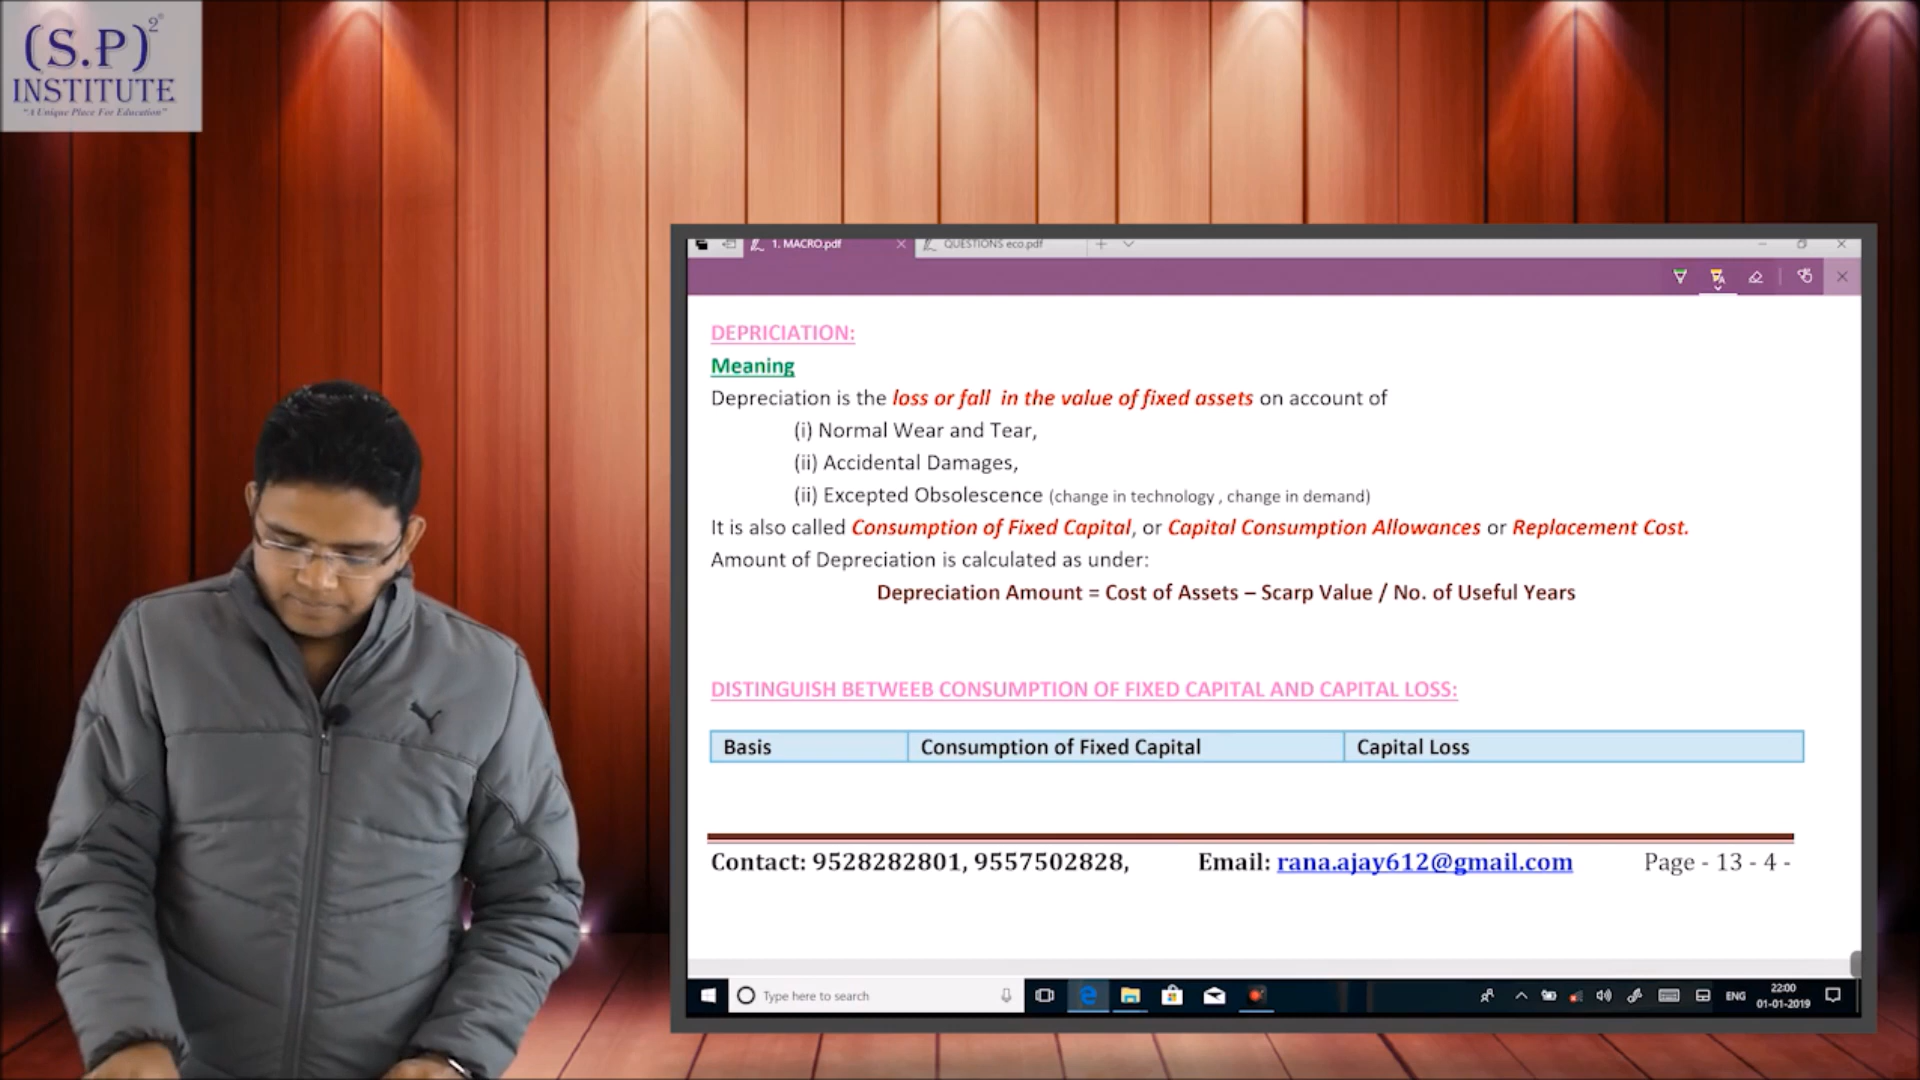 (S.P)²
INSTITUTE
"A Unique Place For Education"
1. MACRO.pdf
QUESTIONS eco.pdf
DEPRICIATION:
Meaning
Depreciation is the loss or fall in the value of fixed assets on account of
(i) Normal Wear and Tear,
(ii) Accidental Damages,
(ii) Excepted Obsolescence (change in technology , change in demand)
It is also called Consumption of Fixed Capital, or Capital Consumption Allowances or Replacement Cost.
Amount of Depreciation is calculated as under:
Depreciation Amount = Cost of Assets – Scarp Value / No. of Useful Years
DISTINGUISH BETWEEB CONSUMPTION OF FIXED CAPITAL AND CAPITAL LOSS:
Basis Consumption of Fixed Capital Capital Loss
Contact: 9528282801, 9557502828, Email: rana.ajay612@gmail.com Page - 13 - 4 -
Type here to search
ENG
22:00
01-01-2019